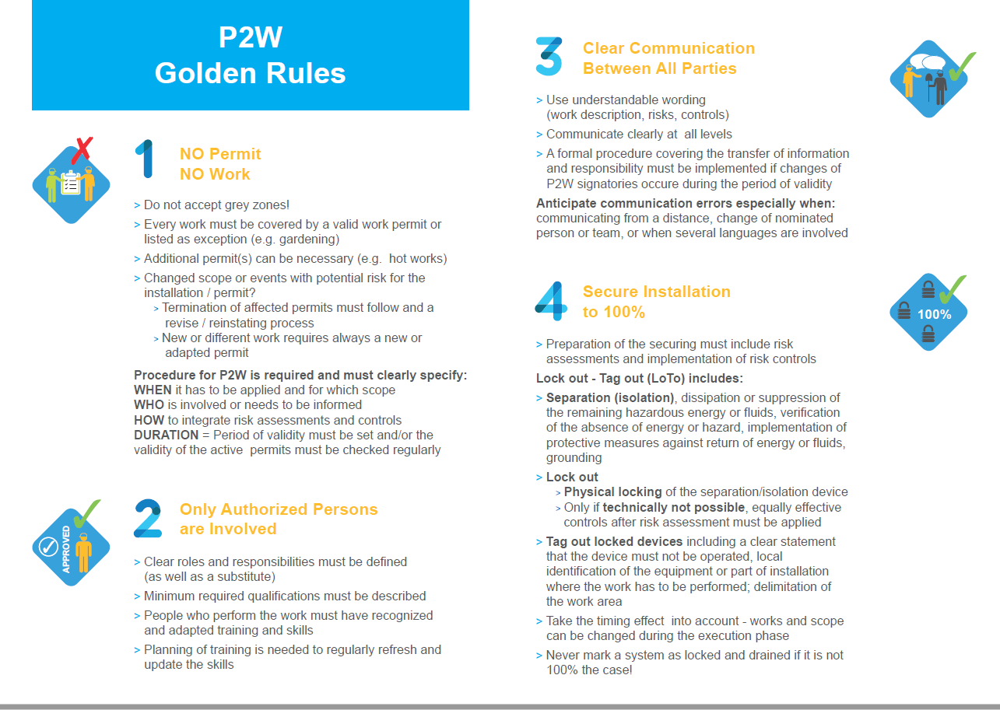 P2W
Golden Rules
1
NO Permit
NO Work
> Do not accept grey zones!
> Every work must be covered by a valid work permit or
listed as exception (e.g. gardening)
> Additional permit(s) can be necessary (e.g.  hot works)
> Changed scope or events with potential risk for the
installation / permit?
> Termination of affected permits must follow and a
revise / reinstating process
> New or different work requires always a new or
adapted permit
Procedure for P2W is required and must clearly specify:
WHEN it has to be applied and for which scope
WHO is involved or needs to be informed
HOW to integrate risk assessments and controls
DURATION = Period of validity must be set and/or the
validity of the active  permits must be checked regularly
APPROVED
2
Only Authorized Persons
are Involved
> Clear roles and responsibilities must be defined
(as well as a substitute)
> Minimum required qualifications must be described
> People who perform the work must have recognized
and adapted training and skills
> Planning of training is needed to regularly refresh and
update the skills
3
Clear Communication
Between All Parties
> Use understandable wording
(work description, risks, controls)
> Communicate clearly at  all levels
> A formal procedure covering the transfer of information
and responsibility must be implemented if changes of
P2W signatories occure during the period of validity
Anticipate communication errors especially when:
communicating from a distance, change of nominated
person or team, or when several languages are involved
4
Secure Installation
to 100%
100%
> Preparation of the securing must include risk
assessments and implementation of risk controls
Lock out - Tag out (LoTo) includes:
> Separation (isolation), dissipation or suppression of
the remaining hazardous energy or fluids, verification
of the absence of energy or hazard, implementation of
protective measures against return of energy or fluids,
grounding
> Lock out
> Physical locking of the separation/isolation device
> Only if technically not possible, equally effective
controls after risk assessment must be applied
> Tag out locked devices including a clear statement
that the device must not be operated, local
identification of the equipment or part of installation
where the work has to be performed; delimitation of
the work area
> Take the timing effect  into account - works and scope
can be changed during the execution phase
> Never mark a system as locked and drained if it is not
100% the case!